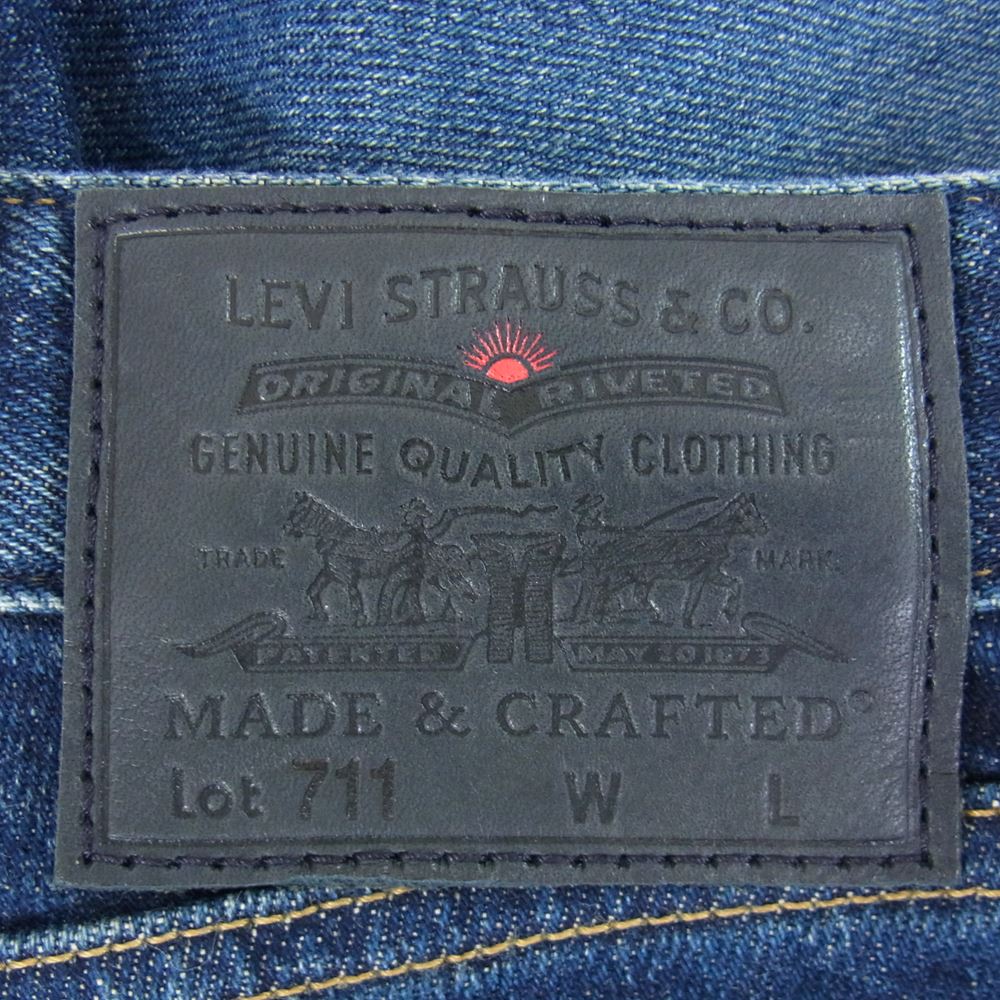 LEVI STRAUSS & CO.
ORIGINAL RIVETED
GENUINE QUALITY CLOTHING
TRADE MARK
PATENTED MAY 20 1873
MADE & CRAFTED®
Lot 711 W L